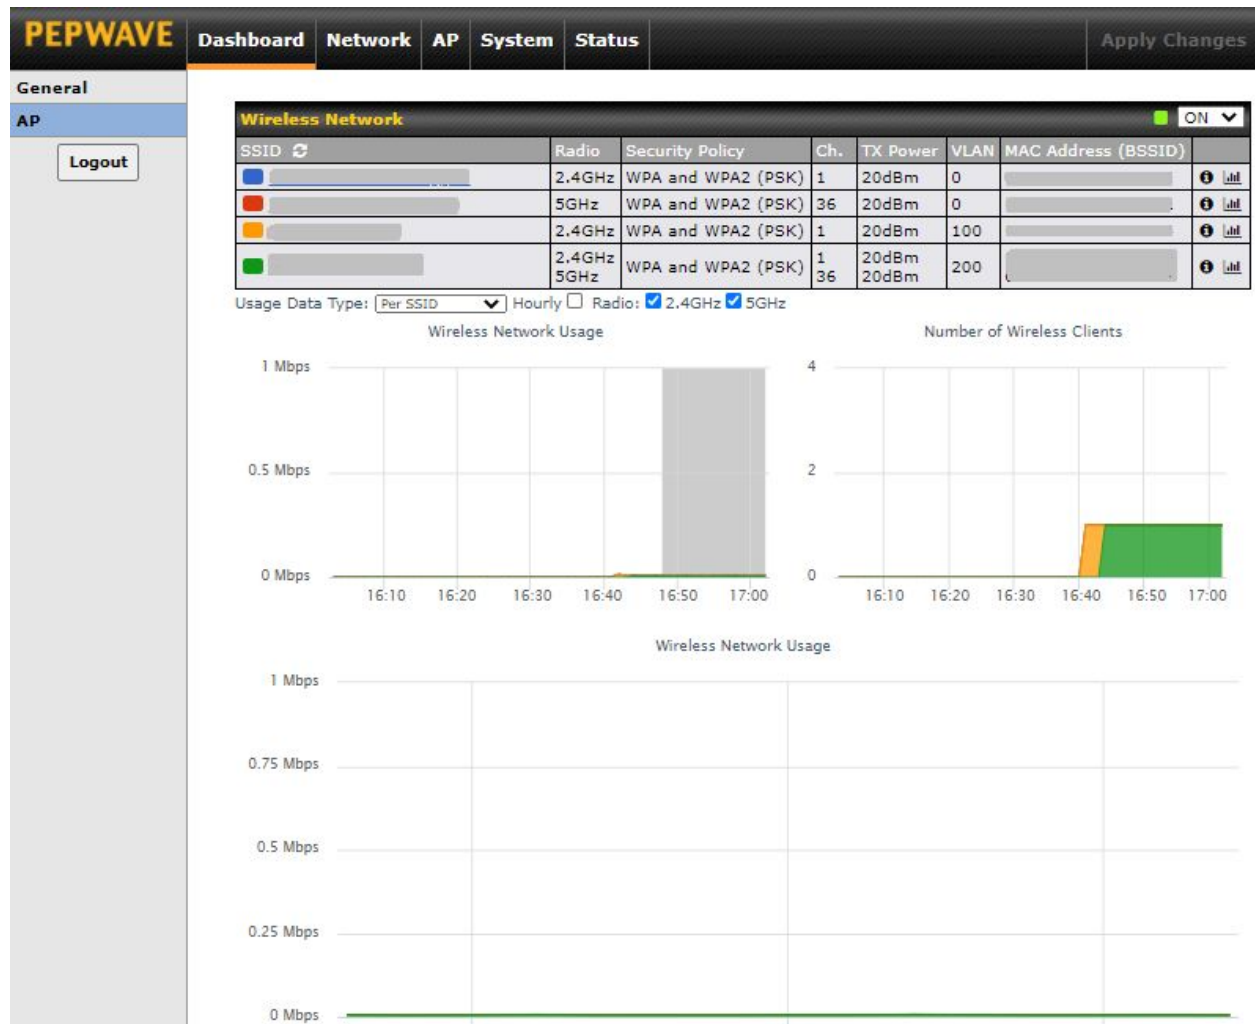 PEPWAVE Dashboard Network AP System Status Apply Changes
General
AP
Logout
Wireless Network ON
SSID Radio Security Policy Ch. TX Power VLAN MAC Address (BSSID)
2.4GHz WPA and WPA2 (PSK) 1 20dBm 0
5GHz WPA and WPA2 (PSK) 36 20dBm 0
2.4GHz WPA and WPA2 (PSK) 1 20dBm 100
2.4GHz 1 20dBm
WPA and WPA2 (PSK) 200
5GHz 36 20dBm
Usage Data Type: Per SSID Hourly Radio: 2.4GHz 5GHz
Wireless Network Usage
1 Mbps
0.5 Mbps
0 Mbps
16:10 16:20 16:30 16:40 16:50 17:00
Number of Wireless Clients
4
2
0
16:10 16:20 16:30 16:40 16:50 17:00
Wireless Network Usage
1 Mbps
0.75 Mbps
0.5 Mbps
0.25 Mbps
0 Mbps